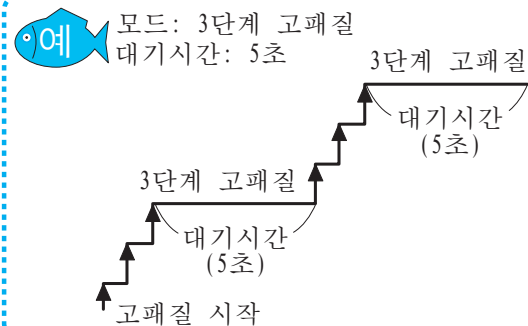 예
모드: 3단계 고패질
대기시간: 5초
3단계 고패질
대기시간
(5초)
3단계 고패질
대기시간
(5초)
고패질 시작